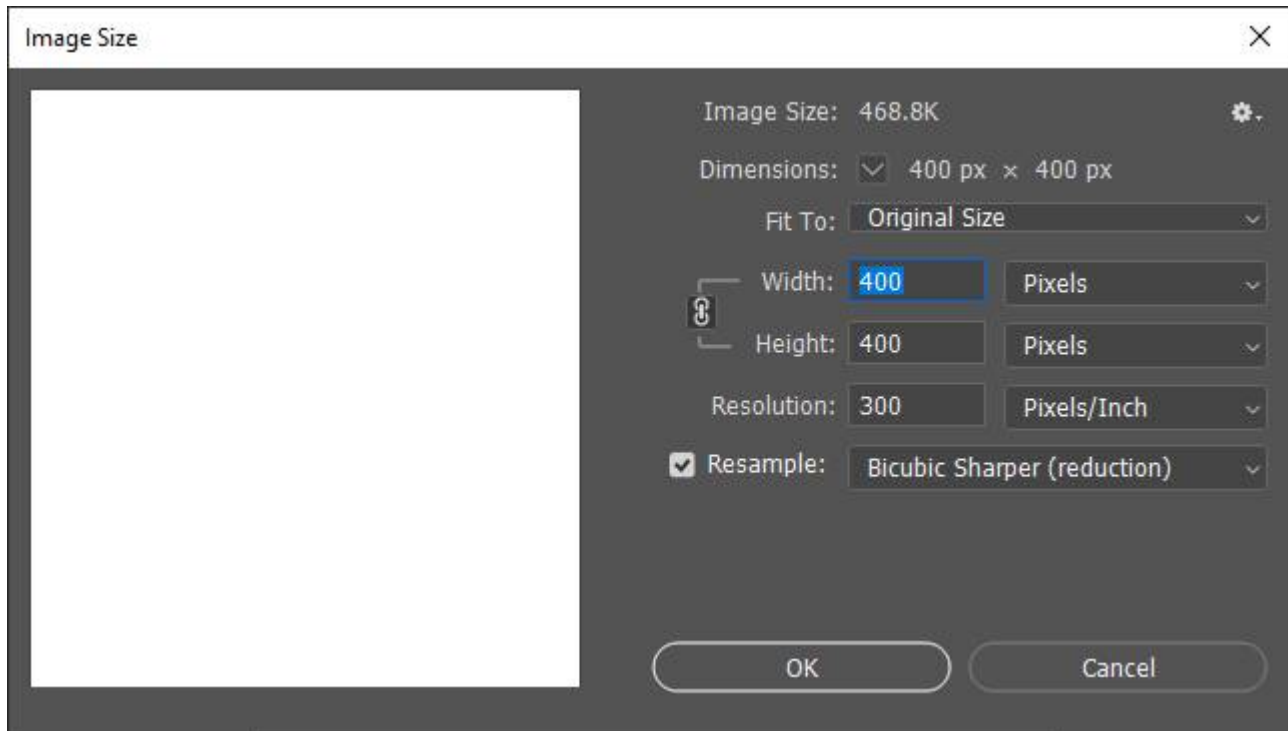 Image Size
Image Size: 468.8K
Dimensions: 400 px × 400 px
Fit To: Original Size
Width: 400 Pixels
Height: 400 Pixels
Resolution: 300 Pixels/Inch
Resample: Bicubic Sharper (reduction)
OK Cancel